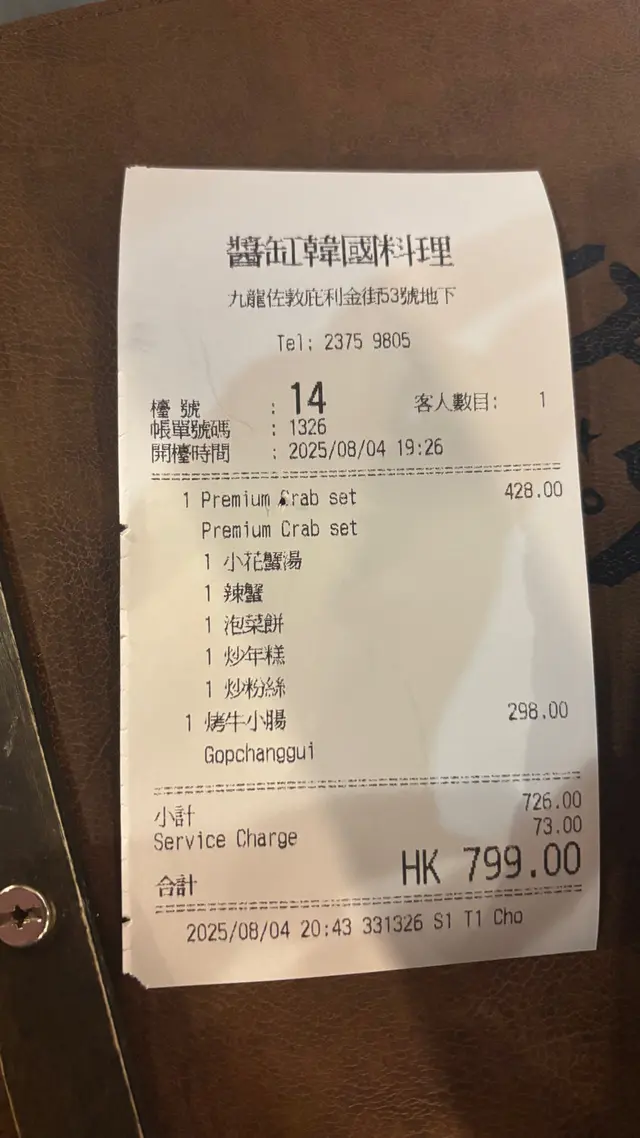 醬缸韓國料理
九龍佐敦庇利金街53號地下
Tel: 2375 9805
檯 號 : 14 客人數目: 1
帳單號碼 : 1326
開檯時間 : 2025/08/04 19:26
1 Premium Crab set 428.00
Premium Crab set
1 小花蟹湯
1 辣蟹
1 泡菜餅
1 炒年糕
1 炒粉絲
1 烤牛小腸 298.00
Gopchanggui
小計 726.00
Service Charge 73.00
合計 HK 799.00
2025/08/04 20:43 331326 S1 T1 Cho